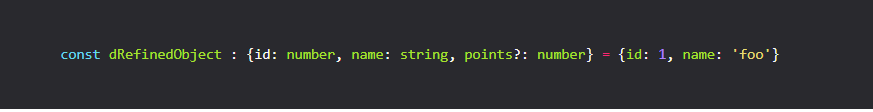 const dRefinedObject : {id: number, name: string, points?: number} = {id: 1, name: 'foo'}